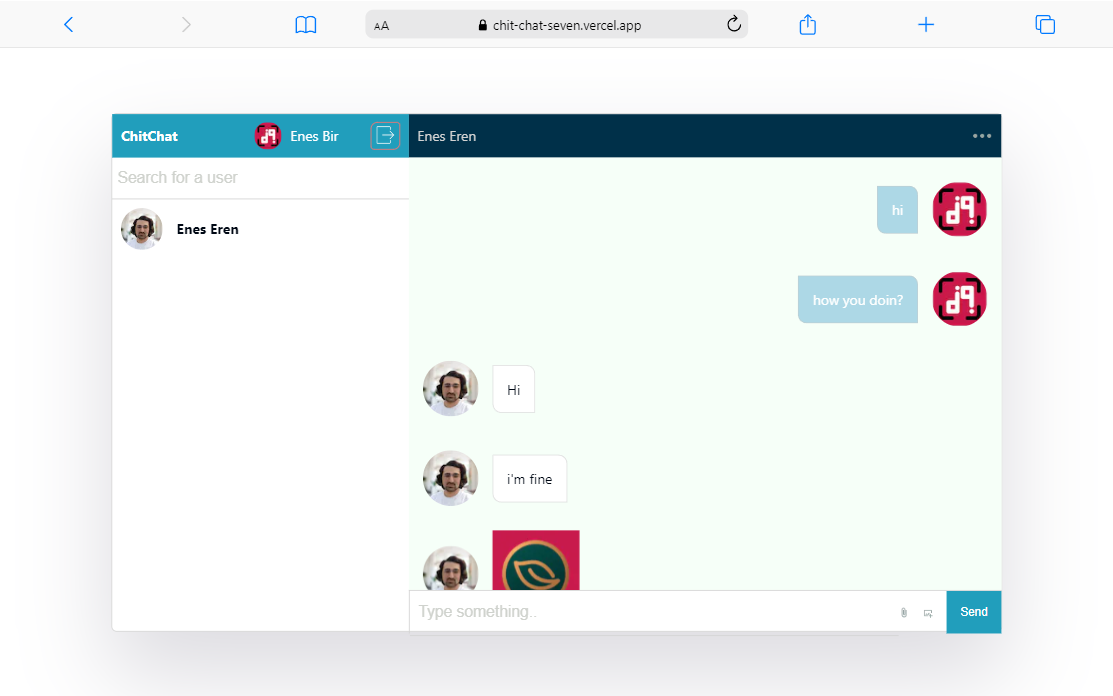 AA
chit-chat-seven.vercel.app
ChitChat
Enes Bir
Enes Eren
Search for a user
Enes Eren
hi
how you doin?
Hi
i'm fine
Type something..
Send